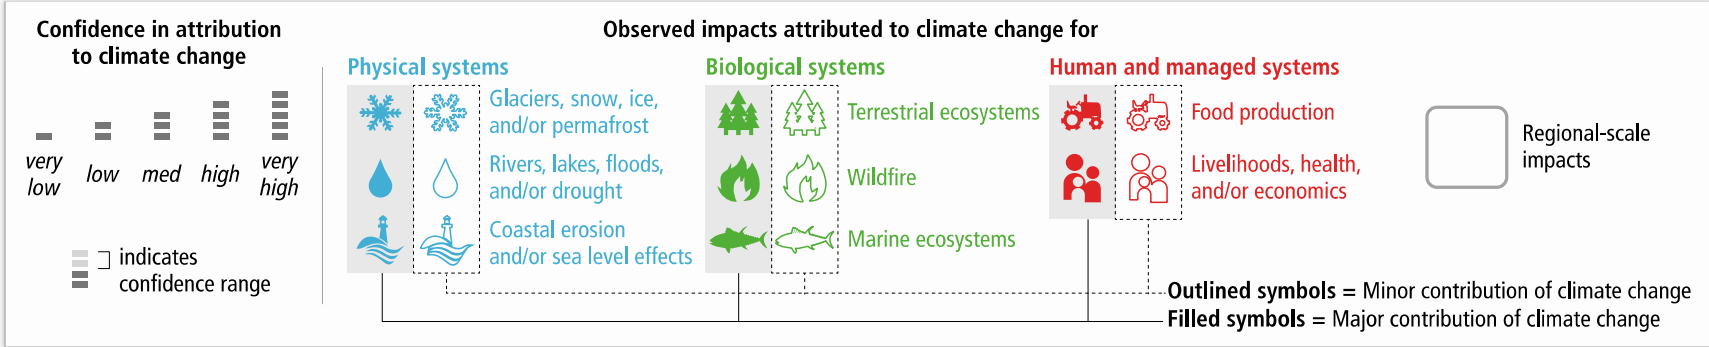 Confidence in attribution
to climate change
very
low
low
med
high
very
high
indicates
confidence range
Observed impacts attributed to climate change for
Physical systems
Glaciers, snow, ice,
and/or permafrost
Rivers, lakes, floods,
and/or drought
Coastal erosion
and/or sea level effects
Biological systems
Terrestrial ecosystems
Wildfire
Marine ecosystems
Human and managed systems
Food production
Livelihoods, health,
and/or economics
Regional-scale
impacts
Outlined symbols = Minor contribution of climate change
Filled symbols = Major contribution of climate change